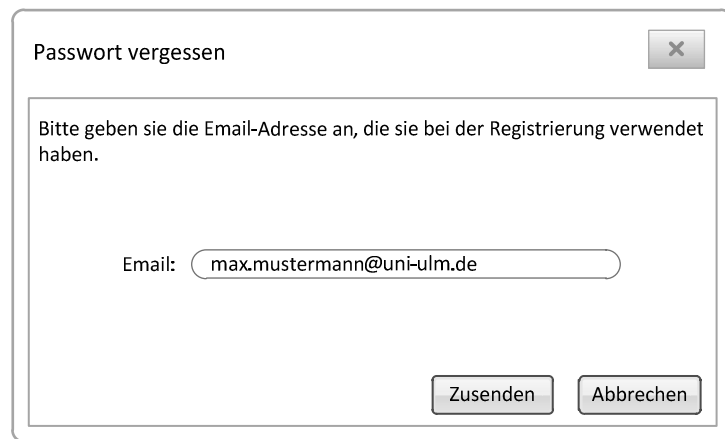 Passwort vergessen
Bitte geben sie die Email-Adresse an, die sie bei der Registrierung verwendet
haben.
Email: max.mustermann@uni-ulm.de
Zusenden Abbrechen